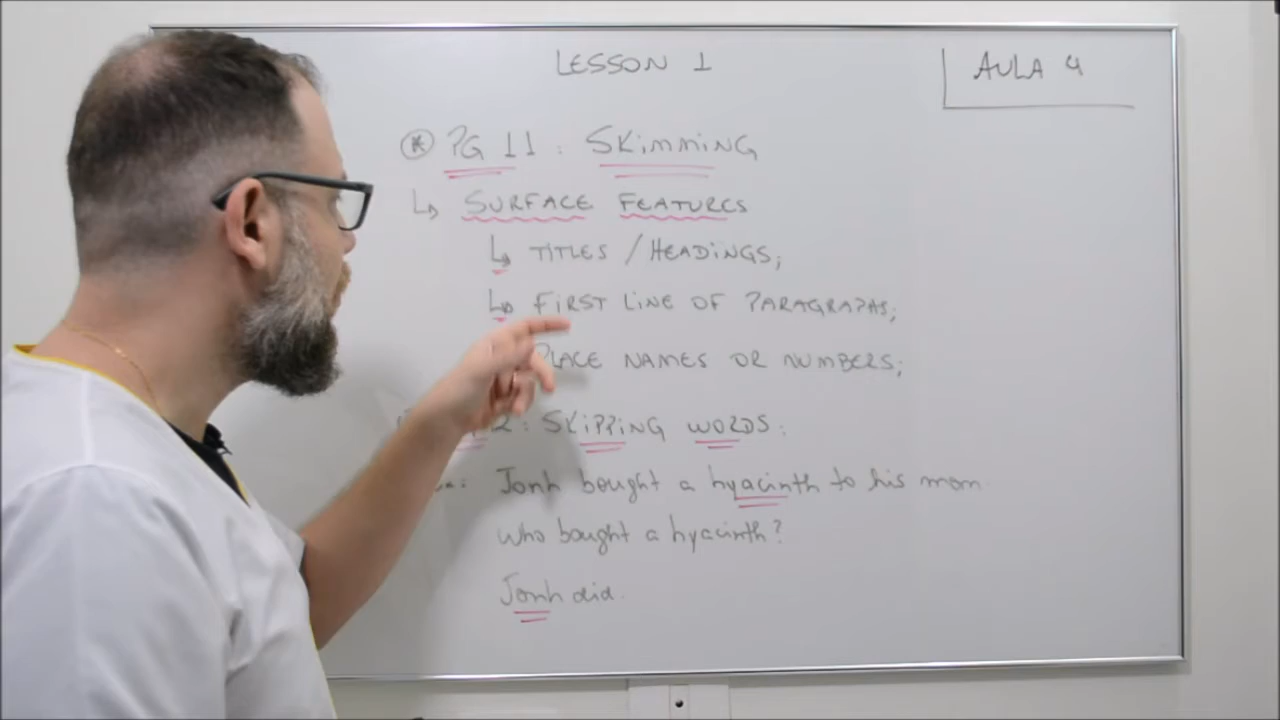 LESSON 1
AULA 4
* PG 11 : SKIMMING
↳ SURFACE FEATURES
↳ TITLES / HEADINGS;
↳ FIRST LINE OF PARAGRAPHS;
PLACE NAMES OR NUMBERS;
2 : SKIPPING WORDS :
Jonh bought a hyacinth to his mom
Who bought a hyacinth?
Jonh did.